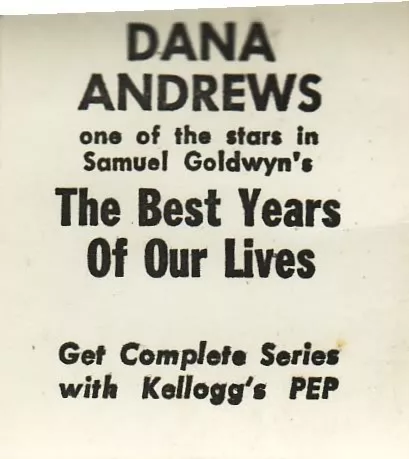 DANA
ANDREWS
one of the stars in
Samuel Goldwyn's
The Best Years
Of Our Lives
Get Complete Series
with Kellogg's PEP